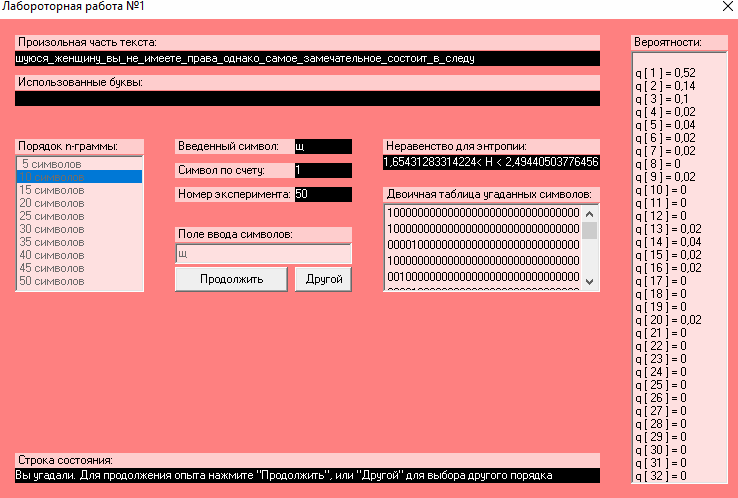 Лабороторная работа №1
Произольная часть текста:
шуюся_женщину_вы_не_имеете_права_однако_самое_замечательное_состоит_в_следу
Использованные буквы:
Порядок n-граммы:
5 символов
10 символов
15 символов
20 символов
25 символов
30 символов
35 символов
40 символов
45 символов
50 символов
Введенный символ: щ
Символ по счету: 1
Номер эксперимента: 50
Поле ввода символов:
щ
Продолжить Другой
Неравенство для энтропии:
1,65431283314224< H < 2,49440503776456
Двоичная таблица угаданных символов:
10000000000000000000000000000000
10000000000000000000000000000000
00001000000000000000000000000000
10000000000000000000000000000000
00100000000000000000000000000000
Вероятности:
q [ 1 ] = 0,52
q [ 2 ] = 0,14
q [ 3 ] = 0,1
q [ 4 ] = 0,02
q [ 5 ] = 0,04
q [ 6 ] = 0,02
q [ 7 ] = 0,02
q [ 8 ] = 0
q [ 9 ] = 0,02
q [ 10 ] = 0
q [ 11 ] = 0
q [ 12 ] = 0
q [ 13 ] = 0,02
q [ 14 ] = 0,04
q [ 15 ] = 0,02
q [ 16 ] = 0,02
q [ 17 ] = 0
q [ 18 ] = 0
q [ 19 ] = 0
q [ 20 ] = 0,02
q [ 21 ] = 0
q [ 22 ] = 0
q [ 23 ] = 0
q [ 24 ] = 0
q [ 25 ] = 0
q [ 26 ] = 0
q [ 27 ] = 0
q [ 28 ] = 0
q [ 29 ] = 0
q [ 30 ] = 0
q [ 31 ] = 0
q [ 32 ] = 0
Строка состояния:
Вы угадали. Для продолжения опыта нажмите "Продолжить", или "Другой" для выбора другого порядка